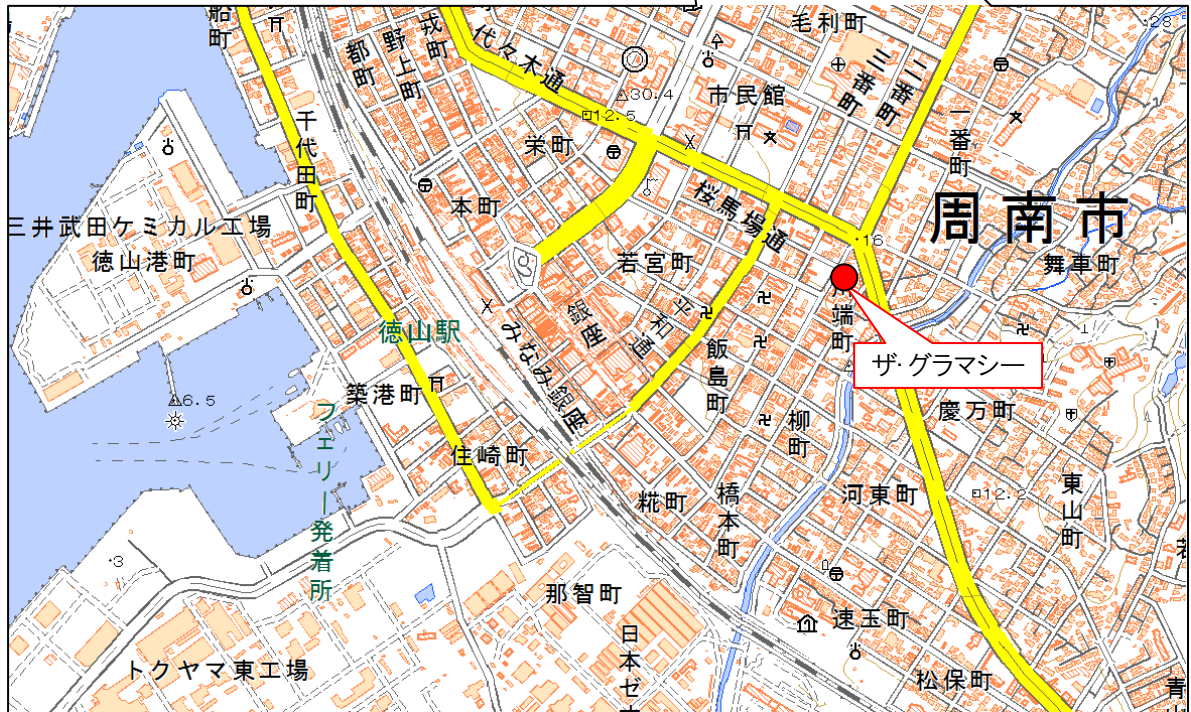 船町
都町
野上町
戎町
代々木通
毛利町
28
三番町
二番町
市民館
30.4
12.5
一番町
千代田町
栄町
本町
桜馬場通
周南市
三井武田ケミカル工場
徳山港町
若宮町
16
舞車町
銀座
平和通
端町
徳山駅
みなみ銀座
飯島町
ザ・グラマシー
築港町
6.5
フェリー発着所
慶万町
柳町
住崎町
糀町
橋本町
河東町
12.2
東山町
3
那智町
速玉町
日本ゼ
トクヤマ東工場
松保町
青